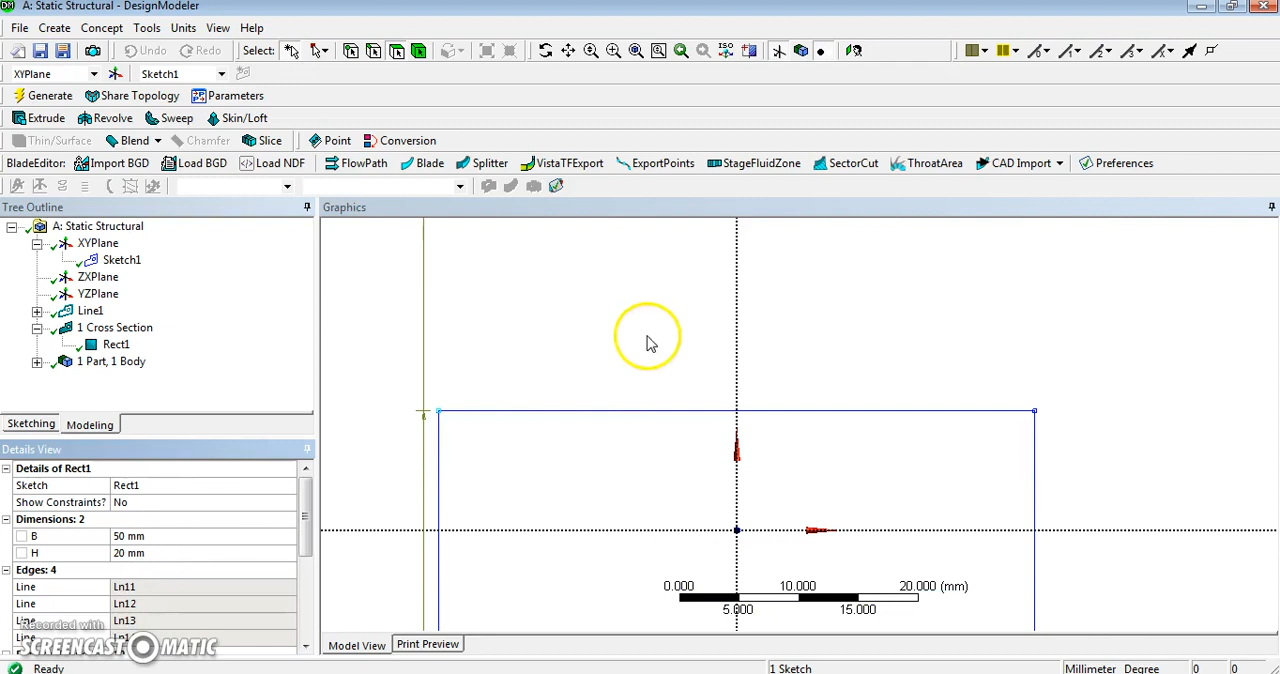 DM A: Static Structural - DesignModeler
File Create Concept Tools Units View Help
Undo Redo Select: ISO
XYPlane Sketch1
Generate Share Topology Parameters
Extrude Revolve Sweep Skin/Loft
Thin/Surface Blend Chamfer Slice Point Conversion
BladeEditor: Import BGD Load BGD Load NDF FlowPath Blade Splitter VistaTFExport ExportPoints StageFluidZone SectorCut ThroatArea CAD Import Preferences
Tree Outline
A: Static Structural
XYPlane
Sketch1
ZXPlane
YZPlane
Line1
1 Cross Section
Rect1
1 Part, 1 Body
Sketching Modeling
Details View
Details of Rect1
Sketch Rect1
Show Constraints? No
Dimensions: 2
B 50 mm
H 20 mm
Edges: 4
Line Ln11
Line Ln12
Line Ln13
Recorded with
SCREENCAST MATIC
Graphics
0.000 10.000 20.000 (mm)
5.000 15.000
Model View Print Preview
Ready 1 Sketch Millimeter Degree 0 0